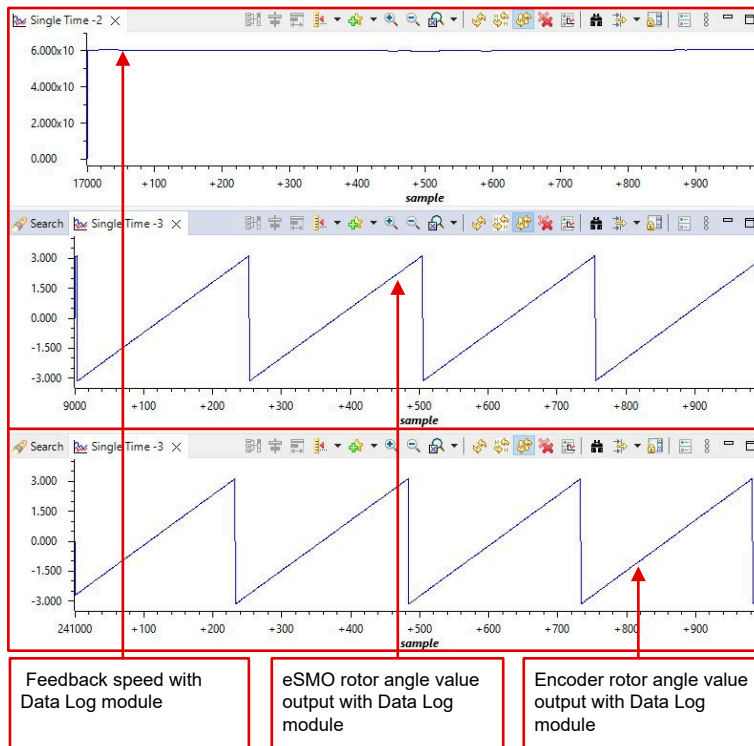 Single Time -2
6.000x10
4.000x10
2.000x10
0.000
17000 +100 +200 +300 +400 +500 +600 +700 +800 +900
sample
Search Single Time -3
3.000
1.500
0.000
-1.500
-3.000
9000 +100 +200 +300 +400 +500 +600 +700 +800 +900
sample
Search Single Time -3
3.000
1.500
0.000
-1.500
-3.000
241000 +100 +200 +300 +400 +500 +600 +700 +800 +900
sample
Feedback speed with
Data Log module
eSMO rotor angle value
output with Data Log
module
Encoder rotor angle value
output with Data Log
module